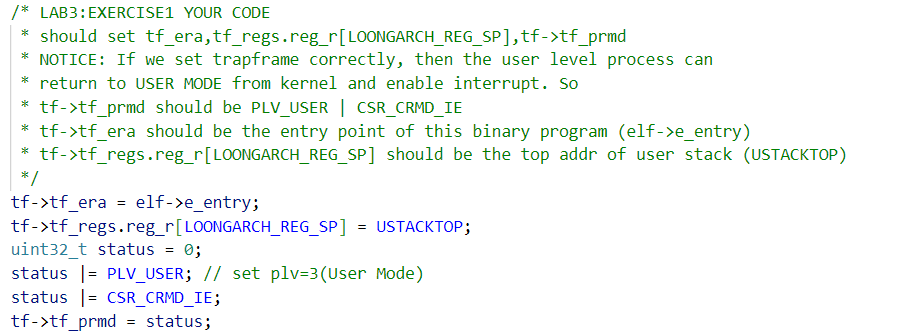 /* LAB3:EXERCISE1 YOUR CODE
* should set tf_era,tf_regs.reg_r[LOONGARCH_REG_SP],tf->tf_prmd
* NOTICE: If we set trapframe correctly, then the user level process can
* return to USER MODE from kernel and enable interrupt. So
* tf->tf_prmd should be PLV_USER | CSR_CRMD_IE
* tf->tf_era should be the entry point of this binary program (elf->e_entry)
* tf->tf_regs.reg_r[LOONGARCH_REG_SP] should be the top addr of user stack (USTACKTOP)
*/
tf->tf_era = elf->e_entry;
tf->tf_regs.reg_r[LOONGARCH_REG_SP] = USTACKTOP;
uint32_t status = 0;
status |= PLV_USER; // set plv=3(User Mode)
status |= CSR_CRMD_IE;
tf->tf_prmd = status;